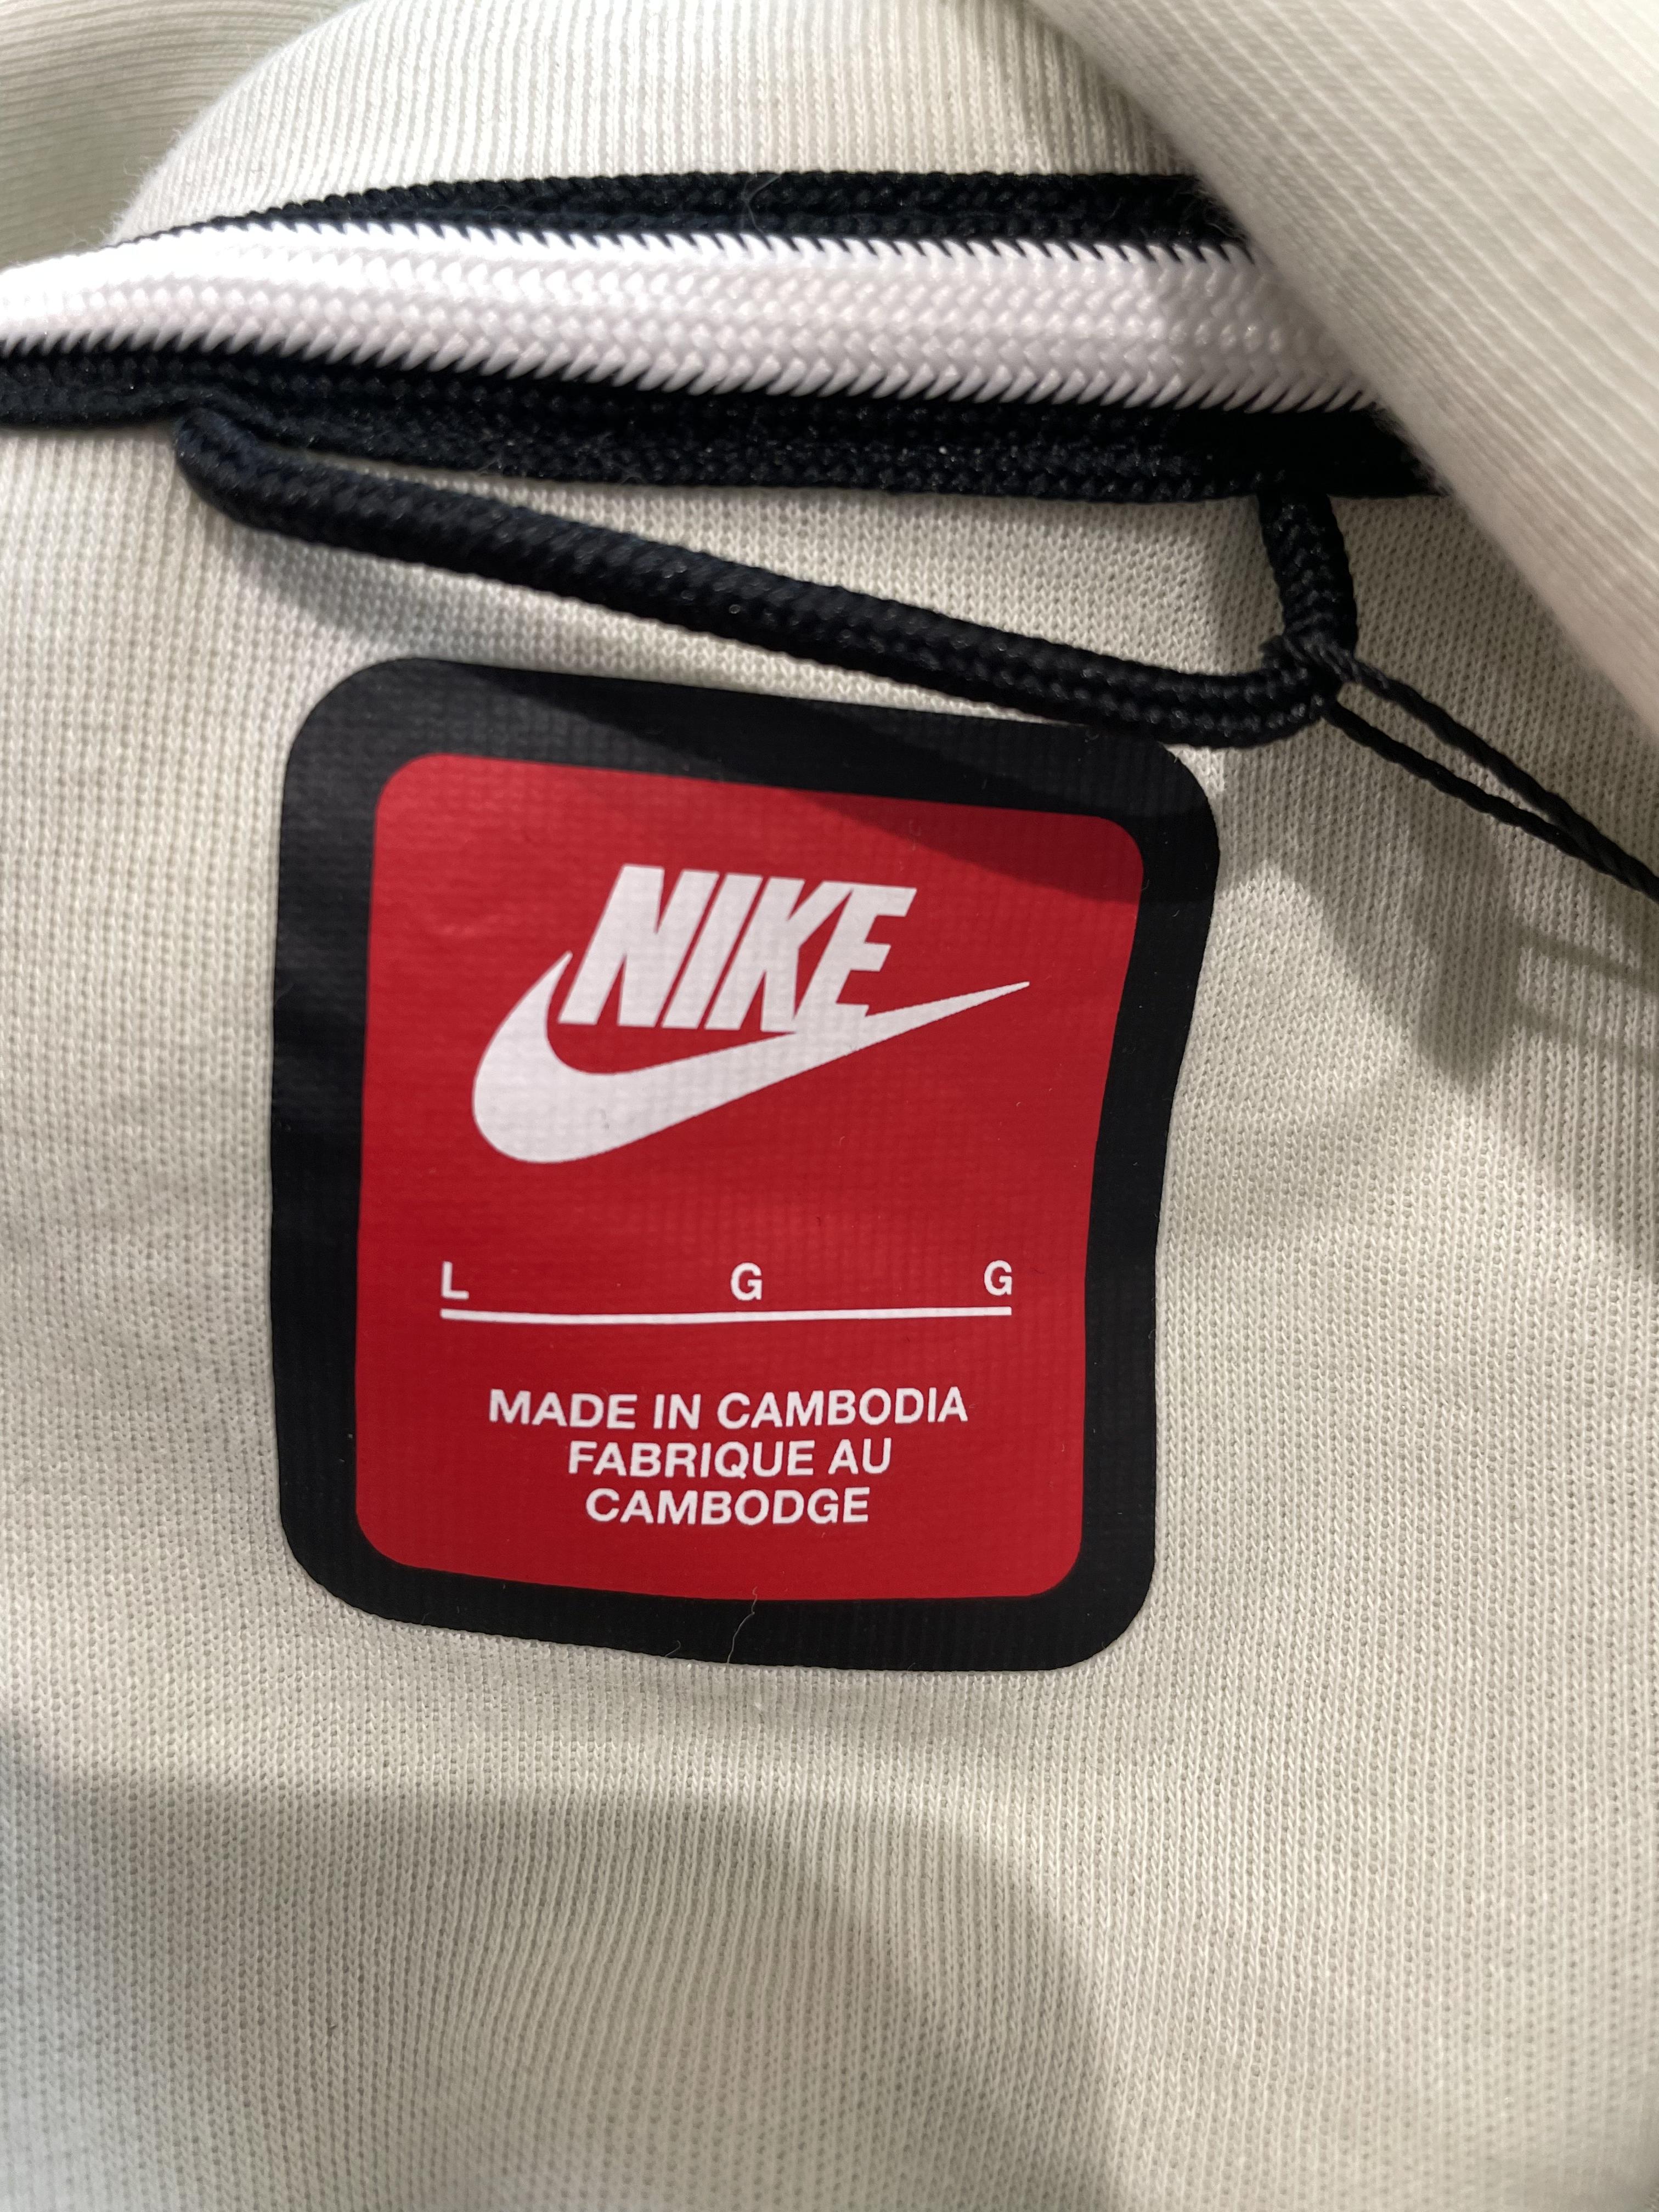 NIKE
L G G
MADE IN CAMBODIA
FABRIQUE AU
CAMBODGE